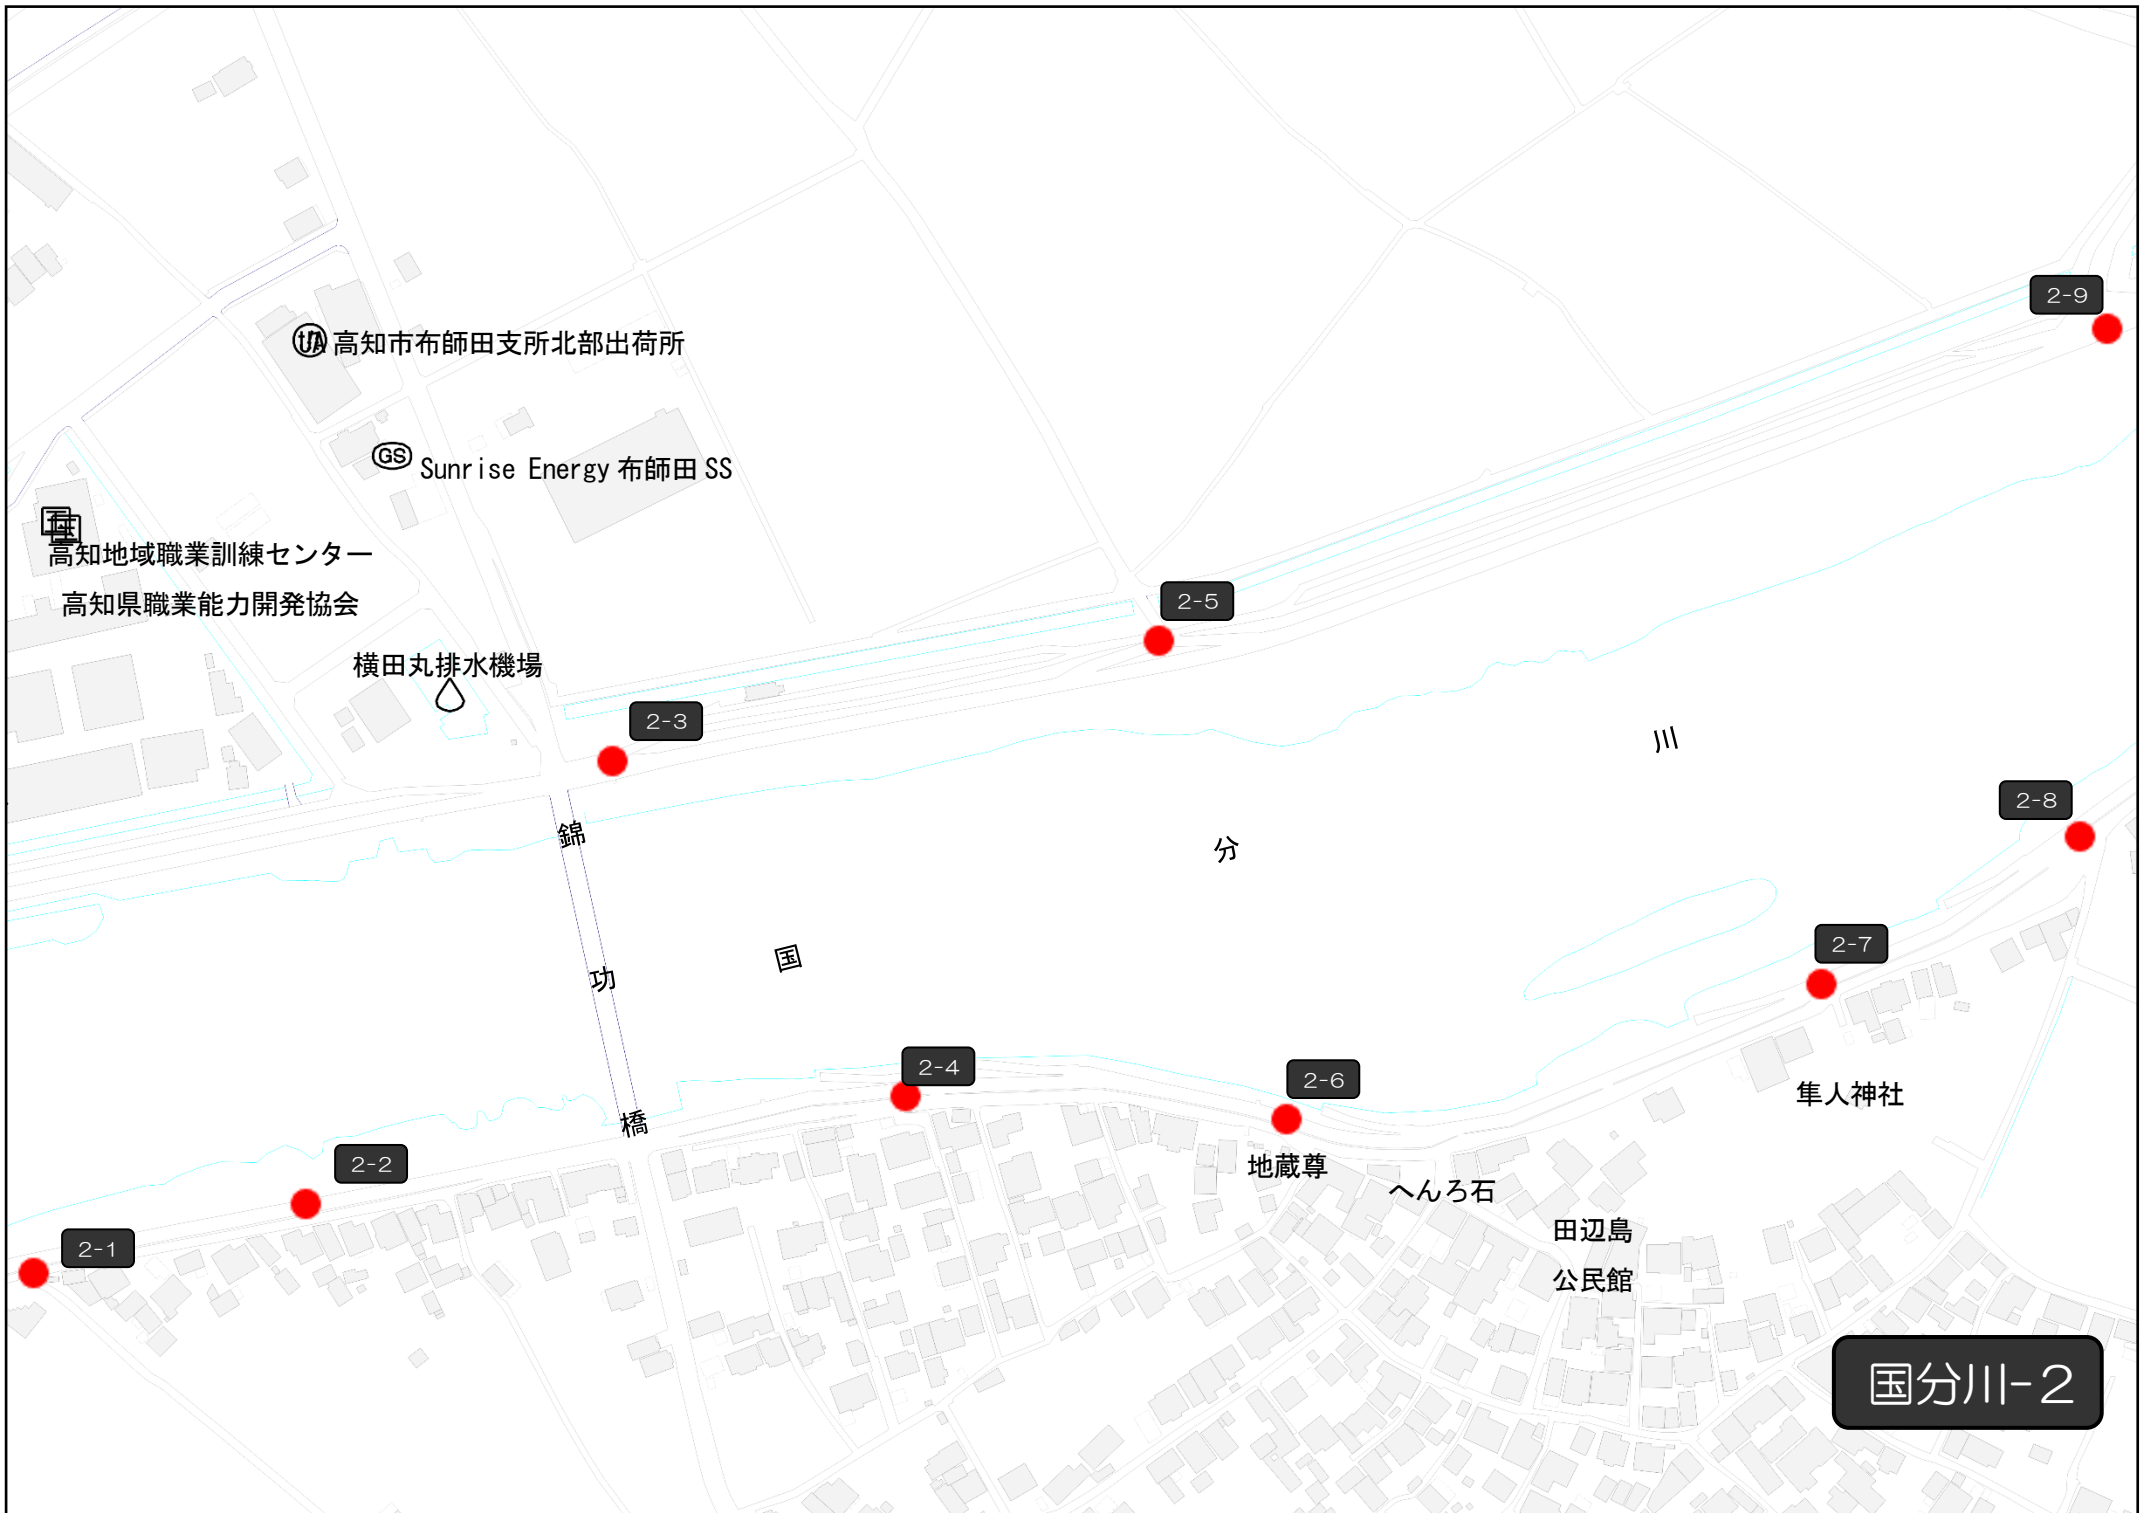 2-9
JA 高知市布師田支所北部出荷所
GS Sunrise Energy 布師田 SS
高知地域職業訓練センター
高知県職業能力開発協会
2-5
横田丸排水機場
2-3
国分川
2-8
錦功橋
2-7
2-4
2-6
隼人神社
2-2
地蔵尊
へんろ石
田辺島
公民館
2-1
国分川-2